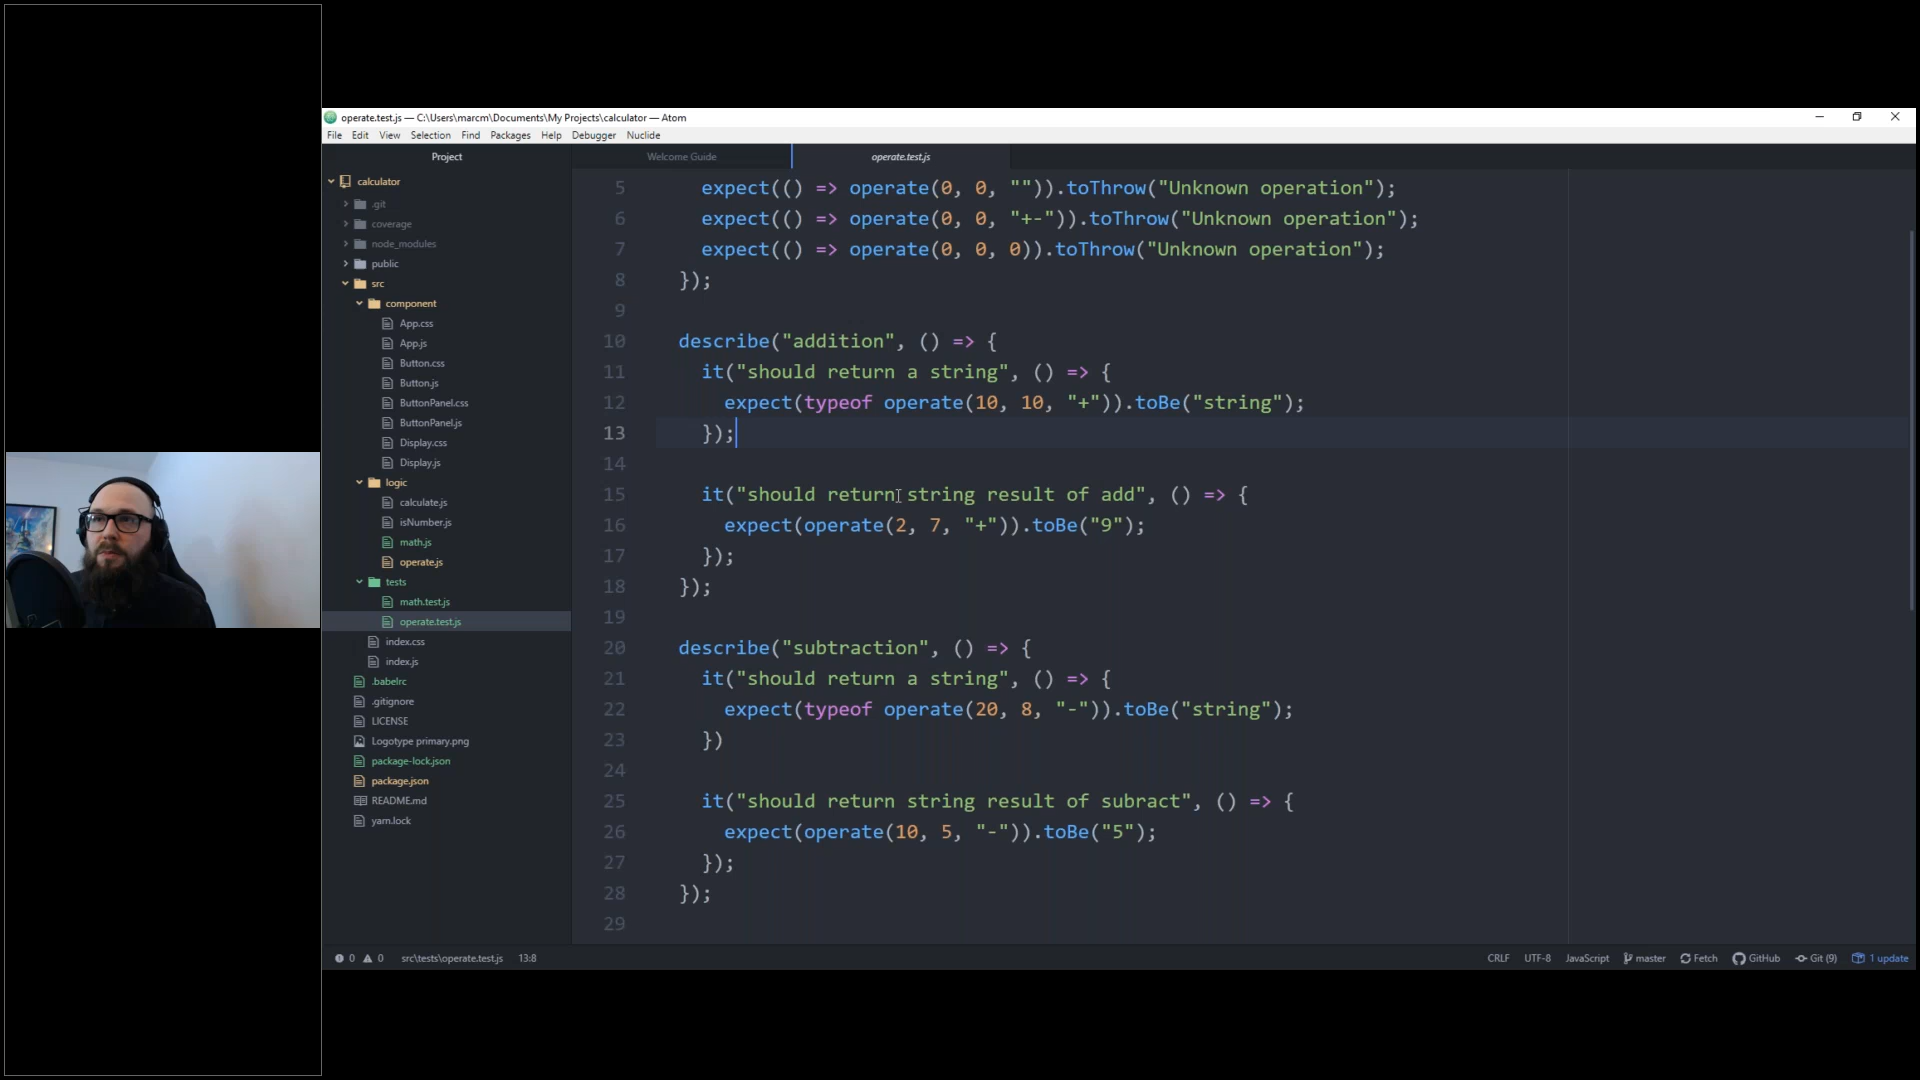 operate.test.js — C:\Users\marcm\Documents\My Projects\calculator — Atom
File Edit View Selection Find Packages Help Debugger Nuclide
Project
Welcome Guide
operate.test.js
calculator
.git
coverage
node_modules
public
src
component
App.css
App.js
Button.css
Button.js
ButtonPanel.css
ButtonPanel.js
Display.css
Display.js
logic
calculate.js
isNumber.js
math.js
operate.js
tests
math.test.js
operate.test.js
index.css
index.js
.babelrc
.gitignore
LICENSE
Logotype primary.png
package-lock.json
package.json
README.md
yarn.lock
5 expect(() => operate(0, 0, "")).toThrow("Unknown operation");
6 expect(() => operate(0, 0, "+-")).toThrow("Unknown operation");
7 expect(() => operate(0, 0, 0)).toThrow("Unknown operation");
8 });
9
10 describe("addition", () => {
11 it("should return a string", () => {
12 expect(typeof operate(10, 10, "+")).toBe("string");
13 });
14
15 it("should return string result of add", () => {
16 expect(operate(2, 7, "+")).toBe("9");
17 });
18 });
19
20 describe("subtraction", () => {
21 it("should return a string", () => {
22 expect(typeof operate(20, 8, "-")).toBe("string");
23 })
24
25 it("should return string result of subract", () => {
26 expect(operate(10, 5, "-")).toBe("5");
27 });
28 });
29
0 0 src\tests\operate.test.js 13:8
CRLF UTF-8 JavaScript master Fetch GitHub Git (9) 1 update